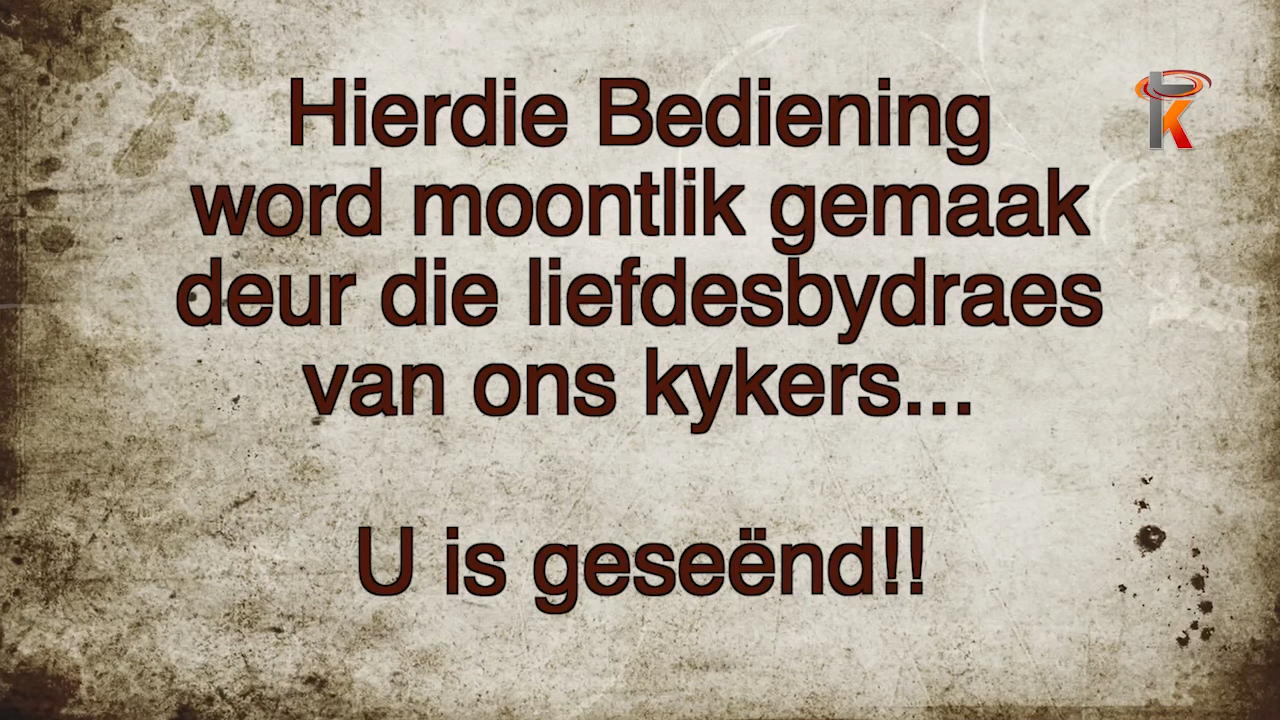 Hierdie Bediening
word moontlik gemaak
deur die liefdesbydraes
van ons kykers...
U is geseënd!!